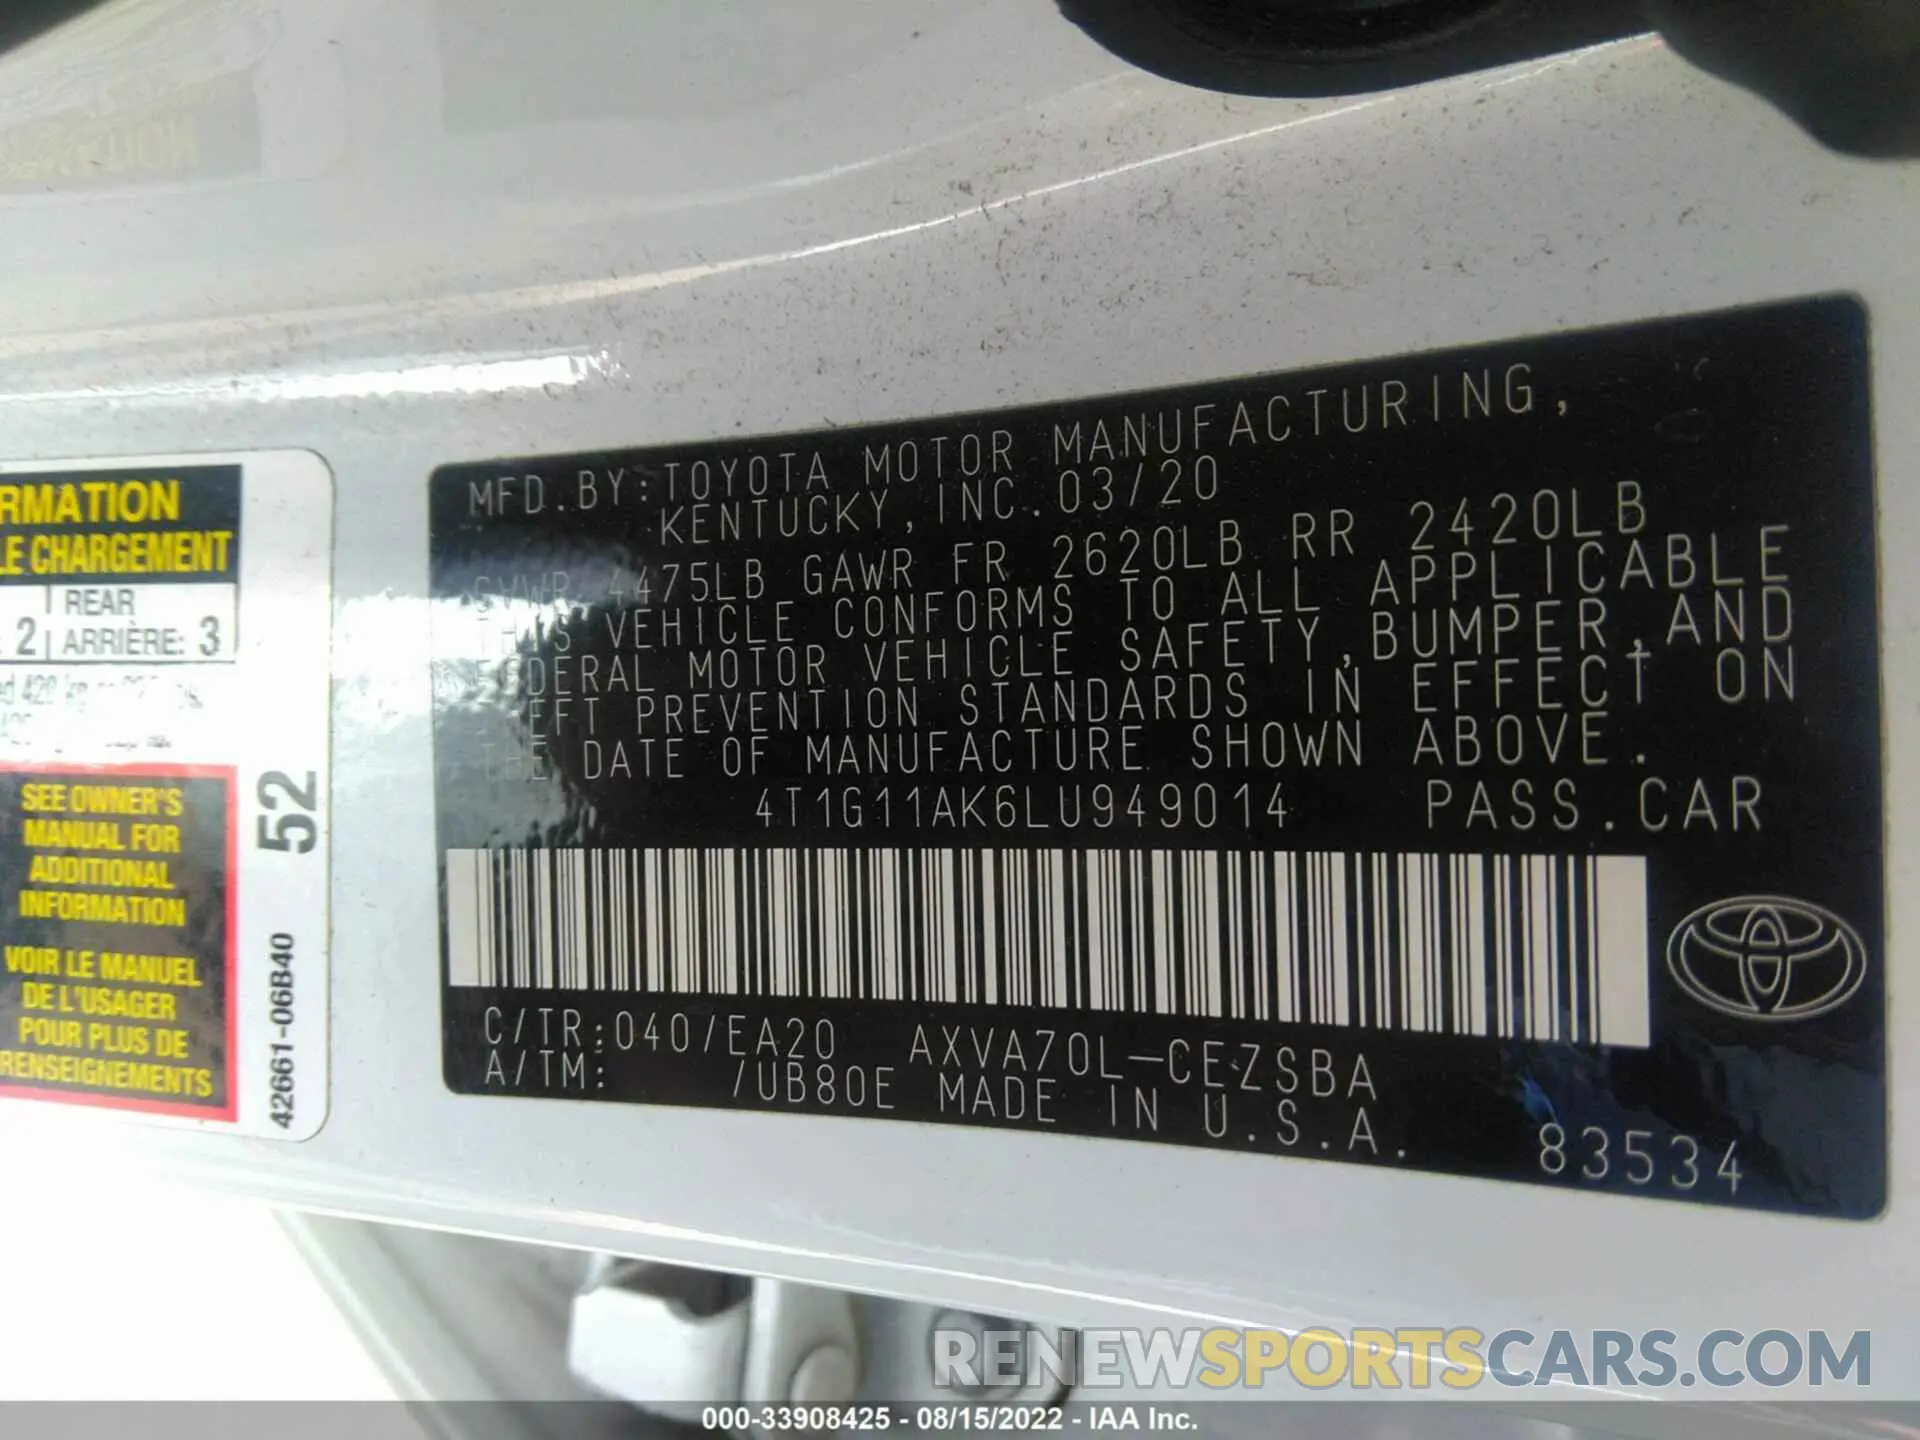 RMATION
LE CHARGEMENT
2 REAR
ARRIÈRE: 3
SEE OWNER'S
MANUAL FOR
ADDITIONAL
INFORMATION
VOIR LE MANUEL
DE L'USAGER
POUR PLUS DE
RENSEIGNEMENTS
52
42661-06B40
MFD.BY:TOYOTA MOTOR MANUFACTURING,
KENTUCKY,INC.03/20
GVWR 4475LB GAWR FR 2620LB RR 2420LB
THIS VEHICLE CONFORMS TO ALL APPLICABLE
FEDERAL MOTOR VEHICLE SAFETY,BUMPER,AND
EFT PREVENTION STANDARDS IN EFFECT ON
THE DATE OF MANUFACTURE SHOWN ABOVE.
4T1G11AK6LU949014 PASS.CAR
C/TR:040/EA20 AXVA70L-CEZSBA
A/TM: /UB80E MADE IN U.S.A.
83534
RENEWSPORTSCARS.COM
000-33908425 - 08/15/2022 - IAA Inc.